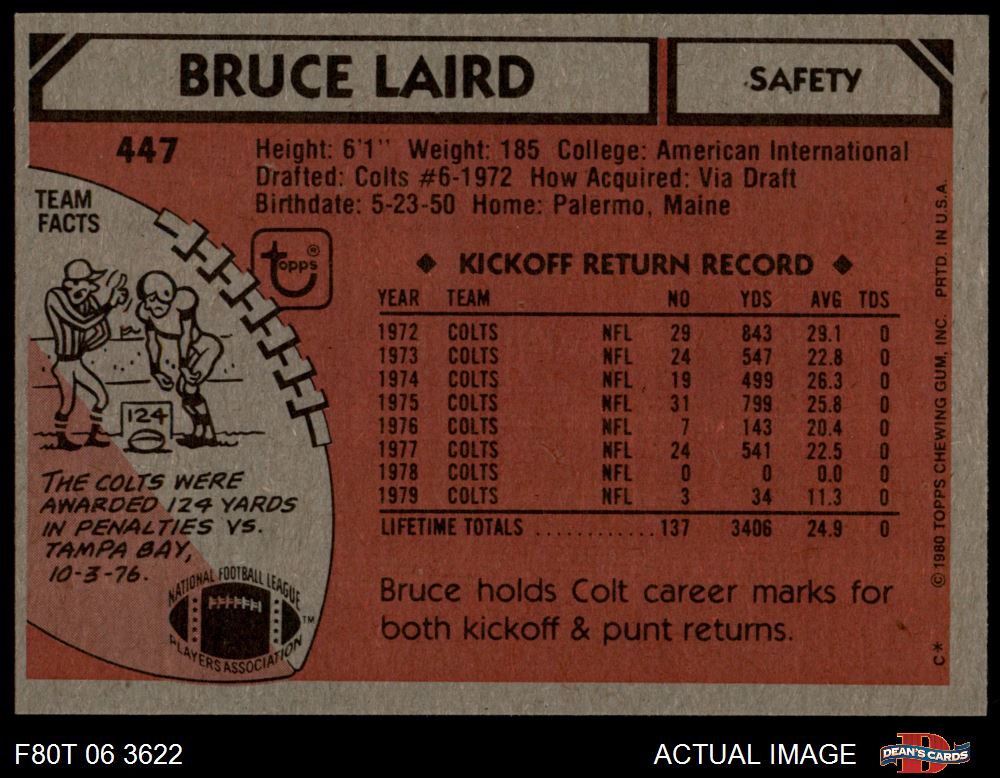 BRUCE LAIRD
SAFETY
447
Height: 6'1" Weight: 185 College: American International
Drafted: Colts #6-1972 How Acquired: Via Draft
Birthdate: 5-23-50 Home: Palermo, Maine
TEAM
FACTS
topps®
124
THE COLTS WERE
AWARDED 124 YARDS
IN PENALTIES VS.
TAMPA BAY,
10-3-76.
NATIONAL FOOTBALL LEAGUE
PLAYERS ASSOCIATION
TM
◆ KICKOFF RETURN RECORD ◆
YEAR TEAM NO YDS AVG TDS
1972 COLTS NFL 29 843 29.1 0
1973 COLTS NFL 24 547 22.8 0
1974 COLTS NFL 19 499 26.3 0
1975 COLTS NFL 31 799 25.8 0
1976 COLTS NFL 7 143 20.4 0
1977 COLTS NFL 24 541 22.5 0
1978 COLTS NFL 0 0 0.0 0
1979 COLTS NFL 3 34 11.3 0
LIFETIME TOTALS ............ 137 3406 24.9 0
Bruce holds Colt career marks for
both kickoff & punt returns.
C* © 1980 TOPPS CHEWING GUM, INC. PRTD. IN U.S.A.
F80T 06 3622
ACTUAL IMAGE
DEAN'S CARDS